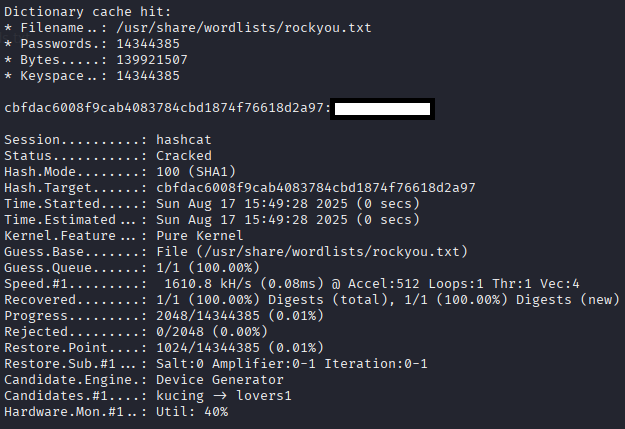 Dictionary cache hit:
* Filename..: /usr/share/wordlists/rockyou.txt
* Passwords.: 14344385
* Bytes.....: 139921507
* Keyspace..: 14344385
cbfdac6008f9cab4083784cbd1874f76618d2a97:
Session..........: hashcat
Status...........: Cracked
Hash.Mode........: 100 (SHA1)
Hash.Target......: cbfdac6008f9cab4083784cbd1874f76618d2a97
Time.Started.....: Sun Aug 17 15:49:28 2025 (0 secs)
Time.Estimated...: Sun Aug 17 15:49:28 2025 (0 secs)
Kernel.Feature...: Pure Kernel
Guess.Base.......: File (/usr/share/wordlists/rockyou.txt)
Guess.Queue......: 1/1 (100.00%)
Speed.#1.........:  1610.8 kH/s (0.08ms) @ Accel:512 Loops:1 Thr:1 Vec:4
Recovered........: 1/1 (100.00%) Digests (total), 1/1 (100.00%) Digests (new)
Progress.........: 2048/14344385 (0.01%)
Rejected.........: 0/2048 (0.00%)
Restore.Point....: 1024/14344385 (0.01%)
Restore.Sub.#1...: Salt:0 Amplifier:0-1 Iteration:0-1
Candidate.Engine.: Device Generator
Candidates.#1....: kucing -> lovers1
Hardware.Mon.#1..: Util: 40%